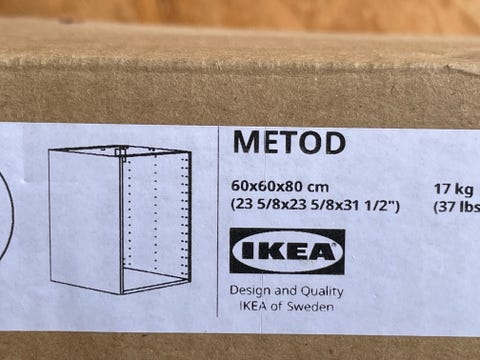 METOD
60x60x80 cm
(23 5/8x23 5/8x31 1/2")
17 kg
(37 lbs
IKEA
Design and Quality
IKEA of Sweden